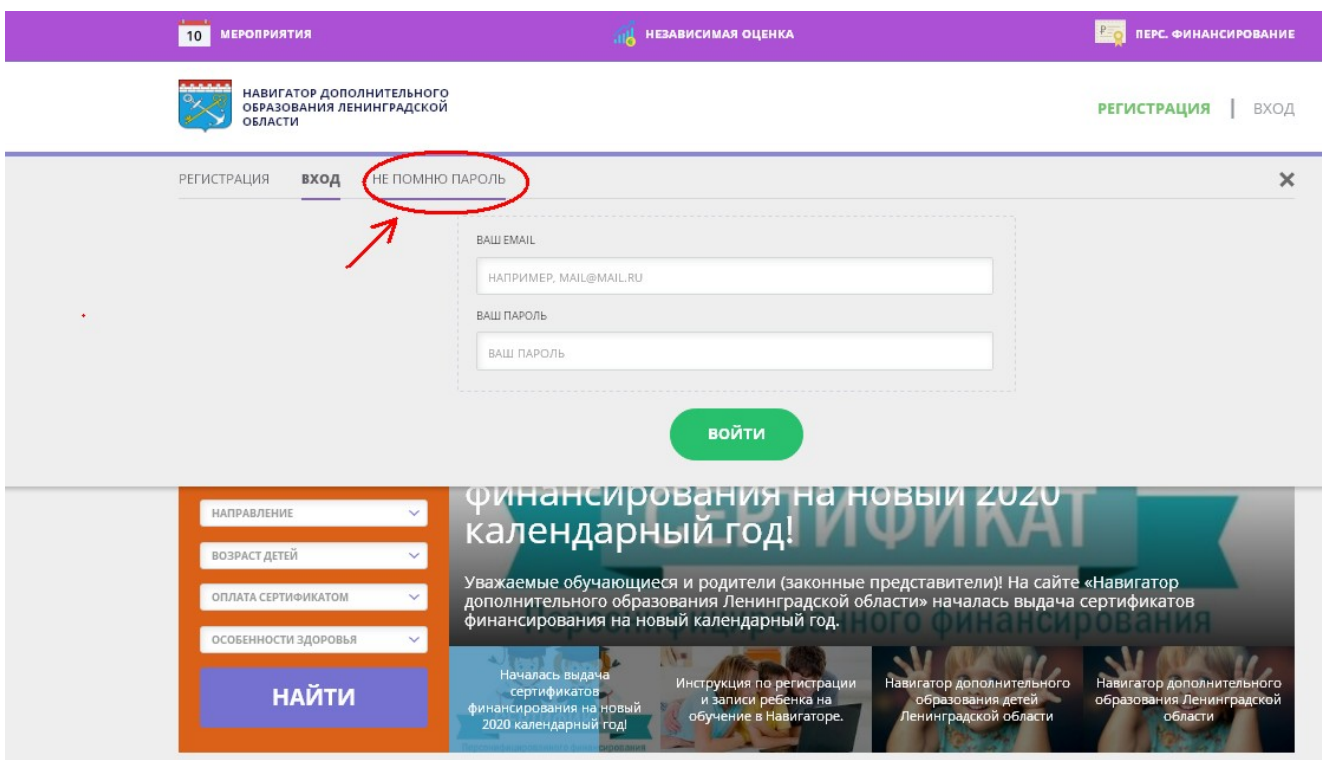 10 МЕРОПРИЯТИЯ
НЕЗАВИСИМАЯ ОЦЕНКА
ПЕРС. ФИНАНСИРОВАНИЕ
НАВИГАТОР ДОПОЛНИТЕЛЬНОГО
ОБРАЗОВАНИЯ ЛЕНИНГРАДСКОЙ
ОБЛАСТИ
РЕГИСТРАЦИЯ | ВХОД
РЕГИСТРАЦИЯ ВХОД НЕ ПОМНЮ ПАРОЛЬ
ВАШ EMAIL
НАПРИМЕР, MAIL@MAIL.RU
ВАШ ПАРОЛЬ
ВАШ ПАРОЛЬ
ВОЙТИ
НАПРАВЛЕНИЕ
ВОЗРАСТ ДЕТЕЙ
ОПЛАТА СЕРТИФИКАТОМ
ОСОБЕННОСТИ ЗДОРОВЬЯ
НАЙТИ
финансирования на новый 2020
календарный год!
СЕРТИФИКАТ
Уважаемые обучающиеся и родители (законные представители)! На сайте «Навигатор
дополнительного образования Ленинградской области» началась выдача сертификатов
финансирования на новый календарный год.
Персонифицированного финансирования
Началась выдача
сертификатов
финансирования на новый
2020 календарный год!
Инструкция по регистрации
и записи ребенка на
обучение в Навигаторе.
Навигатор дополнительного
образования детей
Ленинградской области
Навигатор дополнительного
образования Ленинградской
области